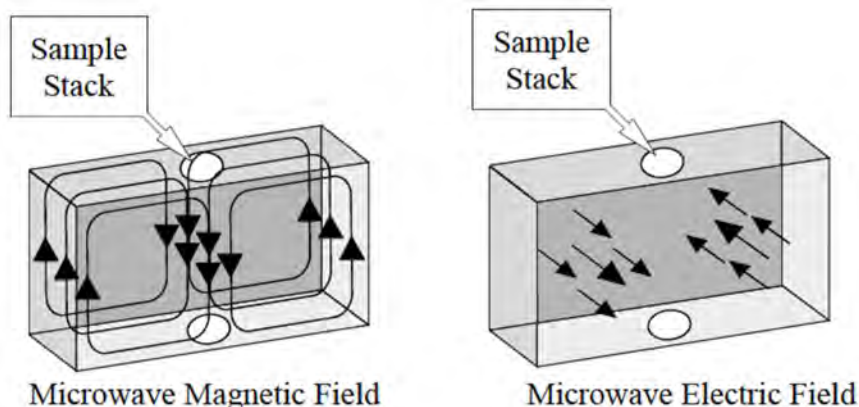 Sample
Stack
Sample
Stack
Microwave Magnetic Field
Microwave Electric Field